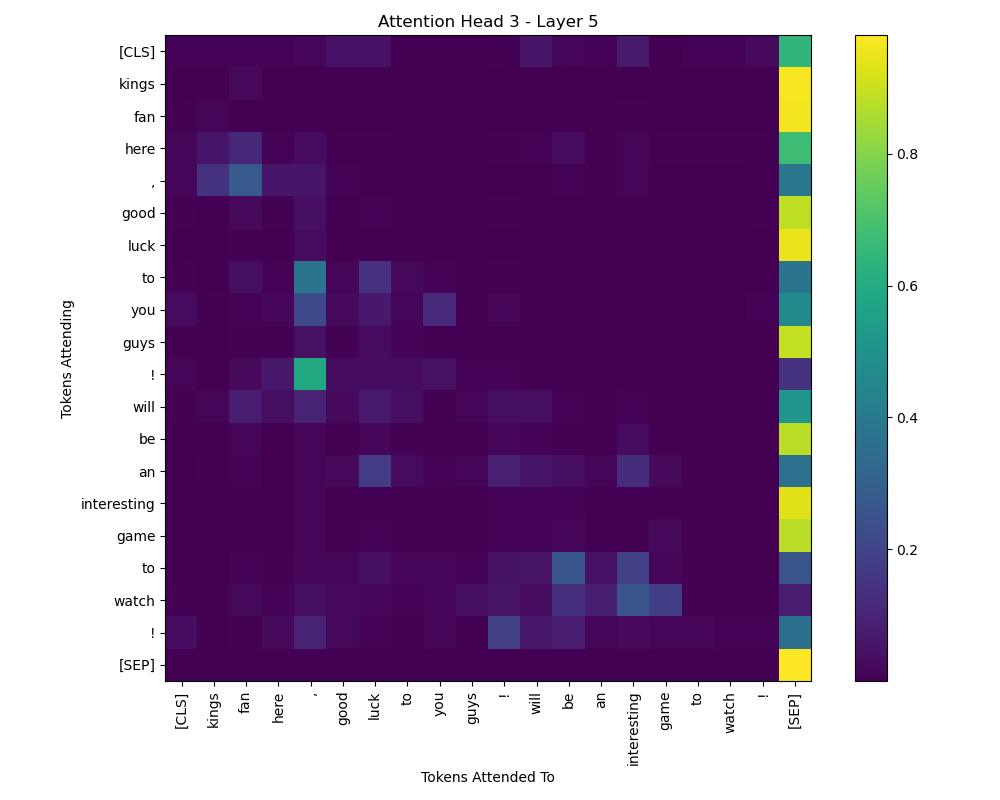 Attention Head 3 - Layer 5
Tokens Attending
[CLS]
kings
fan
here
,
good
luck
to
you
guys
!
will
be
an
interesting
game
to
watch
!
[SEP]
[CLS]
kings
fan
here
,
good
luck
to
you
guys
!
will
be
an
interesting
game
to
watch
!
[SEP]
Tokens Attended To
0.8
0.6
0.4
0.2